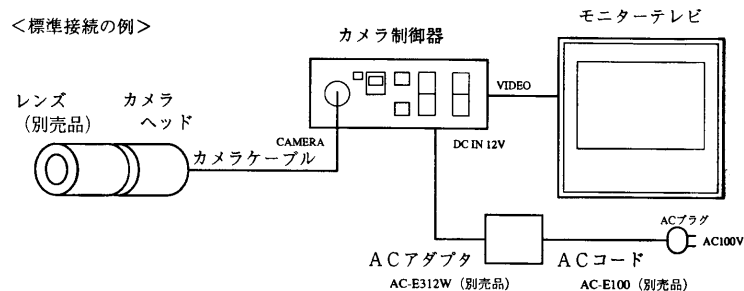 <標準接続の例>
モニターテレビ
カメラ制御器
レンズ
(別売品)
カメラ
ヘッド
カメラケーブル
CAMERA
VIDEO
DC IN 12V
ACアダプタ
AC-E312W(別売品)
ACコード
AC-E100(別売品)
ACプラグ
AC100V